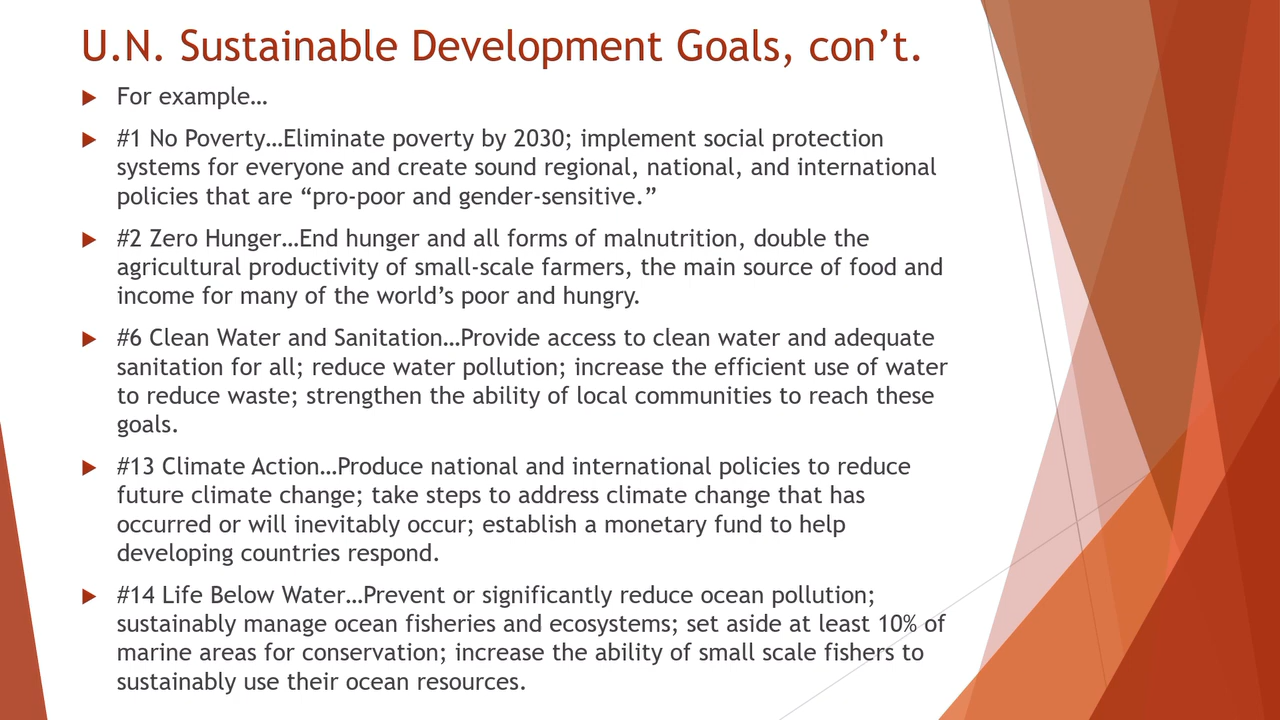 U.N. Sustainable Development Goals, con’t.
For example…
#1 No Poverty…Eliminate poverty by 2030; implement social protection
systems for everyone and create sound regional, national, and international
policies that are “pro-poor and gender-sensitive.”
#2 Zero Hunger…End hunger and all forms of malnutrition, double the
agricultural productivity of small-scale farmers, the main source of food and
income for many of the world’s poor and hungry.
#6 Clean Water and Sanitation…Provide access to clean water and adequate
sanitation for all; reduce water pollution; increase the efficient use of water
to reduce waste; strengthen the ability of local communities to reach these
goals.
#13 Climate Action…Produce national and international policies to reduce
future climate change; take steps to address climate change that has
occurred or will inevitably occur; establish a monetary fund to help
developing countries respond.
#14 Life Below Water…Prevent or significantly reduce ocean pollution;
sustainably manage ocean fisheries and ecosystems; set aside at least 10% of
marine areas for conservation; increase the ability of small scale fishers to
sustainably use their ocean resources.